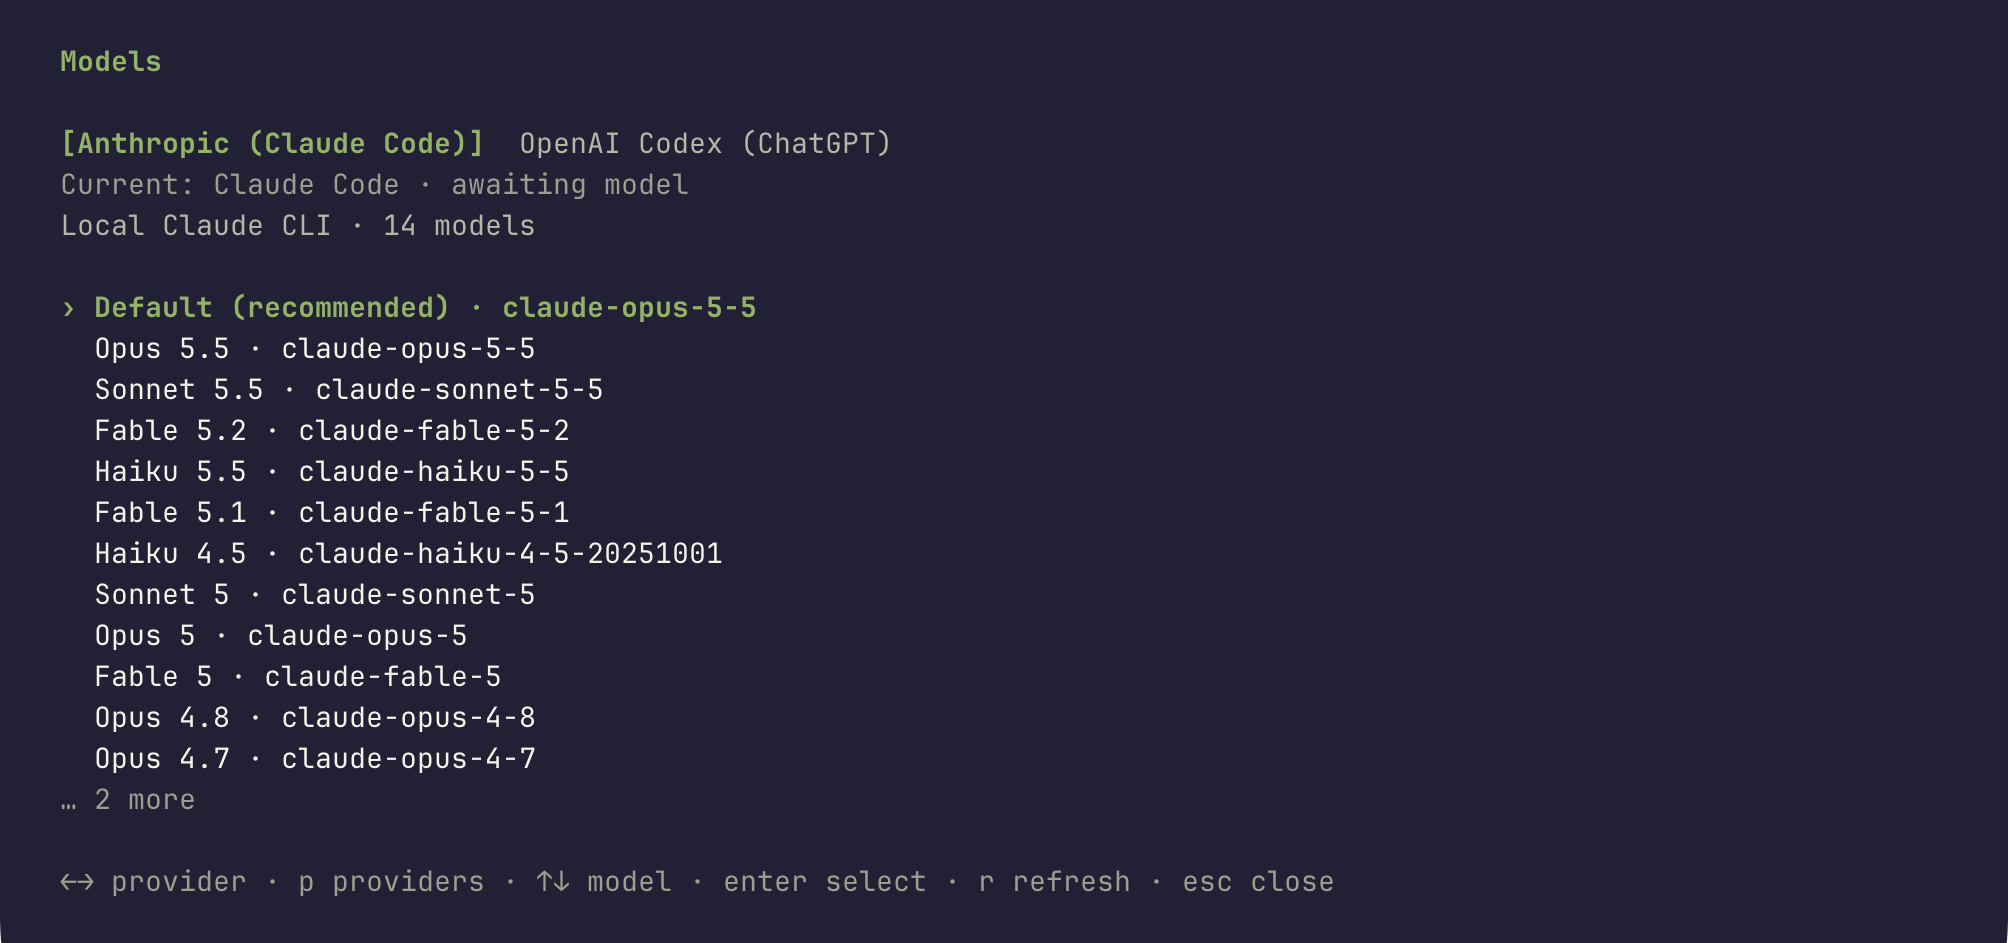 Models
[Anthropic (Claude Code)]  OpenAI Codex (ChatGPT)
Current: Claude Code · awaiting model
Local Claude CLI · 14 models
› Default (recommended) · claude-opus-5-5
Opus 5.5 · claude-opus-5-5
Sonnet 5.5 · claude-sonnet-5-5
Fable 5.2 · claude-fable-5-2
Haiku 5.5 · claude-haiku-5-5
Fable 5.1 · claude-fable-5-1
Haiku 4.5 · claude-haiku-4-5-20251001
Sonnet 5 · claude-sonnet-5
Opus 5 · claude-opus-5
Fable 5 · claude-fable-5
Opus 4.8 · claude-opus-4-8
Opus 4.7 · claude-opus-4-7
… 2 more
←→ provider · p providers · ↑↓ model · enter select · r refresh · esc close